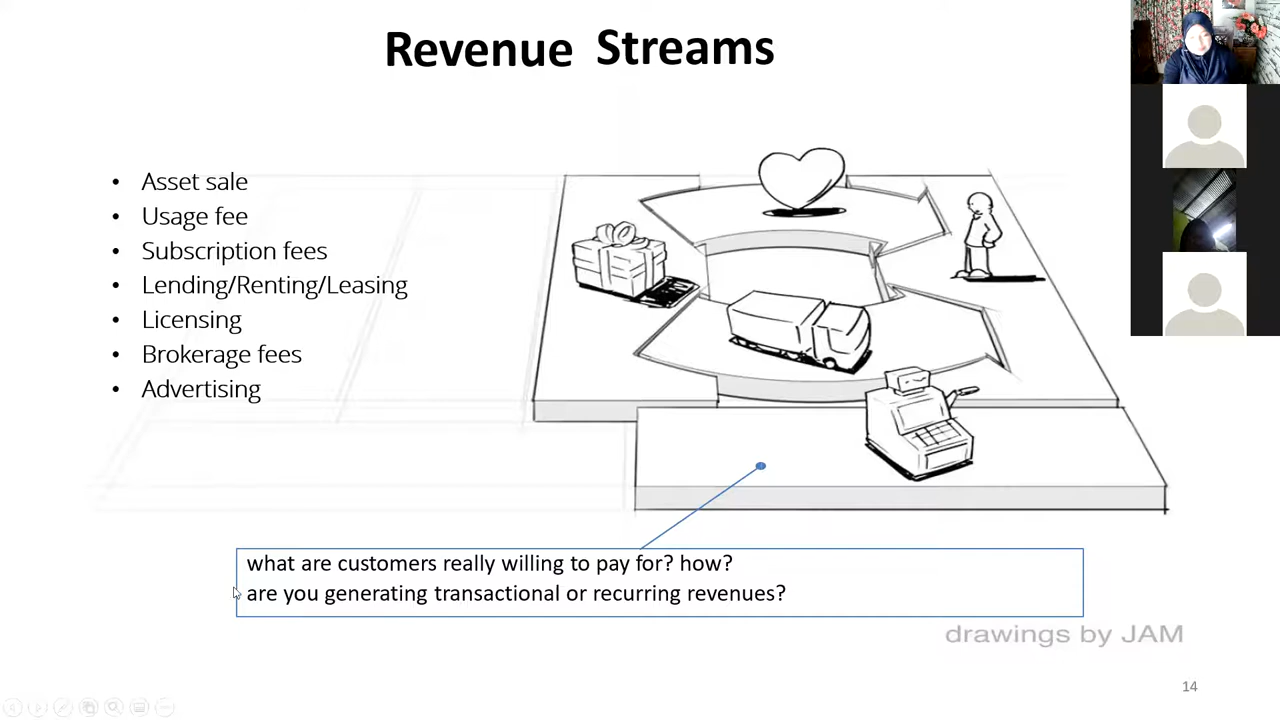 Revenue Streams
• Asset sale
• Usage fee
• Subscription fees
• Lending/Renting/Leasing
• Licensing
• Brokerage fees
• Advertising
what are customers really willing to pay for? how?
are you generating transactional or recurring revenues?
drawings by JAM
14